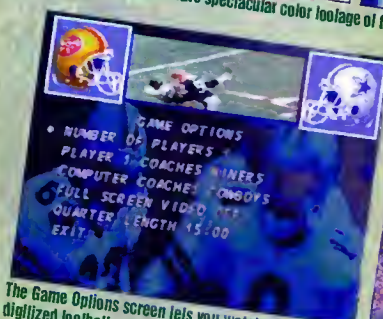 spectacular color footage of
GAME OPTIONS
NUMBER OF PLAYERS
PLAYER 1 COACHES NINERS
COMPUTER COACHES COWBOYS
FULL SCREEN VIDEO OFF
QUARTER LENGTH 15:00
EXIT
The Game Options screen lets you
digitized football